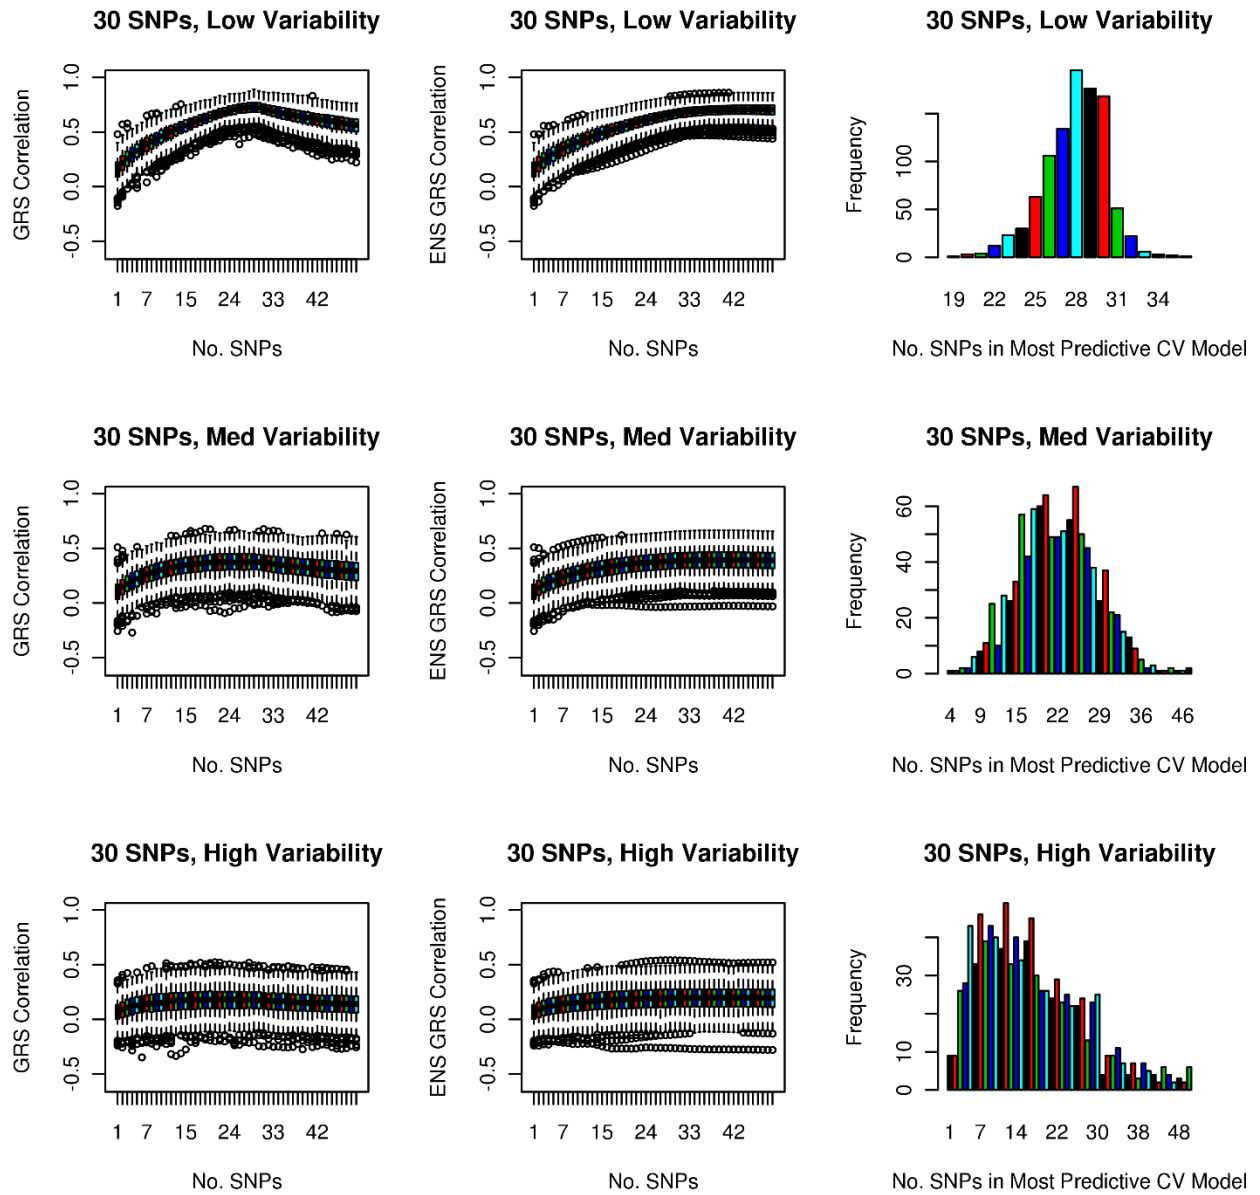 30 SNPs, Low Variability
GRS Correlation
1.0
0.5
0.0
-0.5
1 7 15 24 33 42
No. SNPs
30 SNPs, Low Variability
ENS GRS Correlation
1.0
0.5
0.0
-0.5
1 7 15 24 33 42
No. SNPs
30 SNPs, Low Variability
Frequency
100
50
0
19 22 25 28 31 34
No. SNPs in Most Predictive CV Model
30 SNPs, Med Variability
GRS Correlation
1.0
0.5
0.0
-0.5
1 7 15 24 33 42
No. SNPs
30 SNPs, Med Variability
ENS GRS Correlation
1.0
0.5
0.0
-0.5
1 7 15 24 33 42
No. SNPs
30 SNPs, Med Variability
Frequency
60
40
20
0
4 9 15 22 29 36 46
No. SNPs in Most Predictive CV Model
30 SNPs, High Variability
GRS Correlation
1.0
0.5
0.0
-0.5
1 7 15 24 33 42
No. SNPs
30 SNPs, High Variability
ENS GRS Correlation
1.0
0.5
0.0
-0.5
1 7 15 24 33 42
No. SNPs
30 SNPs, High Variability
Frequency
30
10
0
1 7 14 22 30 38 48
No. SNPs in Most Predictive CV Model